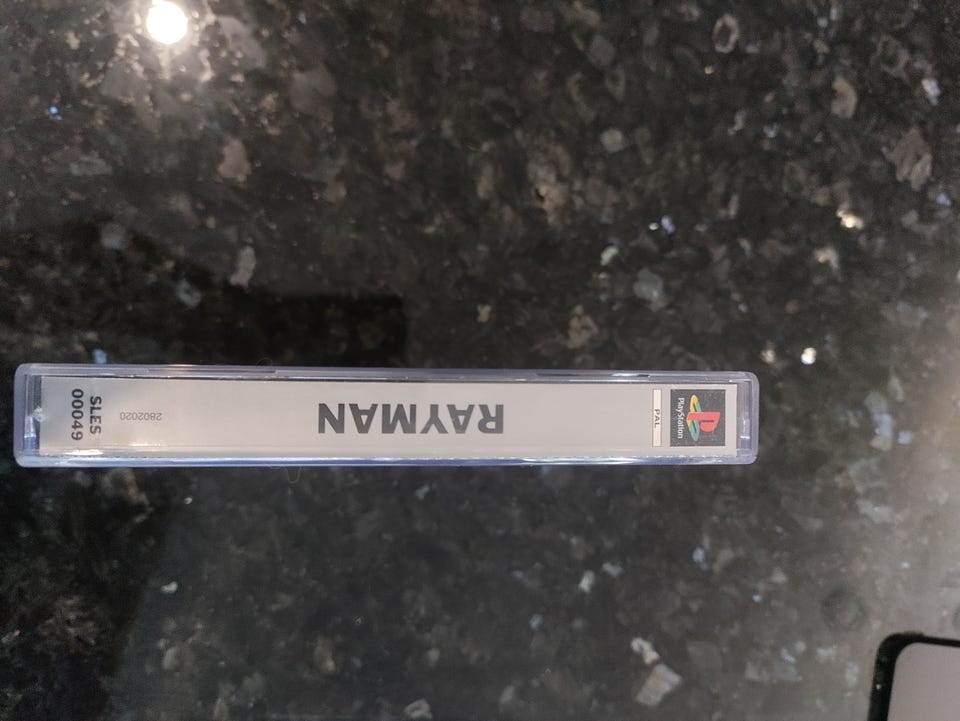 PlayStation
PAL
RAYMAN
2802020
SLES
00049